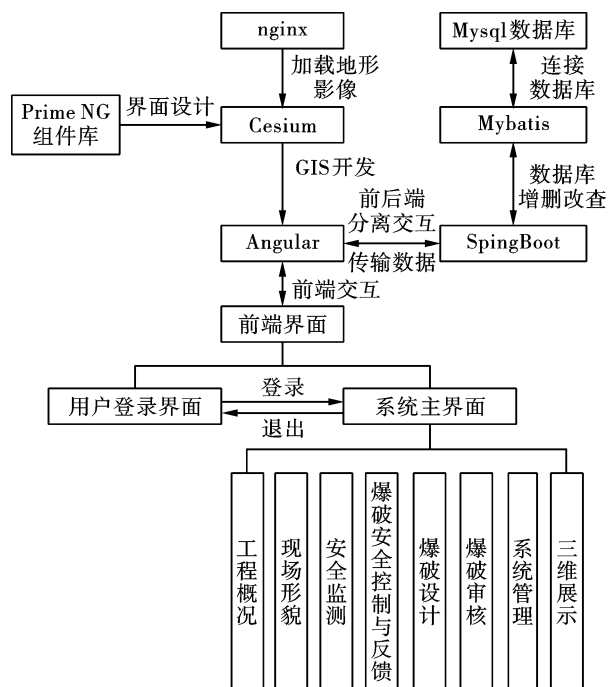 nginx
Mysql数据库
加载地形
影像
连接
数据库
Prime NG
组件库
界面设计
Cesium
Mybatis
GIS开发
数据库
增删改查
前后端
分离交互
Angular
SpingBoot
传输数据
前端交互
前端界面
用户登录界面
登录
退出
系统主界面
工程概况
现场形貌
安全监测
爆破安全控制与反馈
爆破设计
爆破审核
系统管理
三维展示